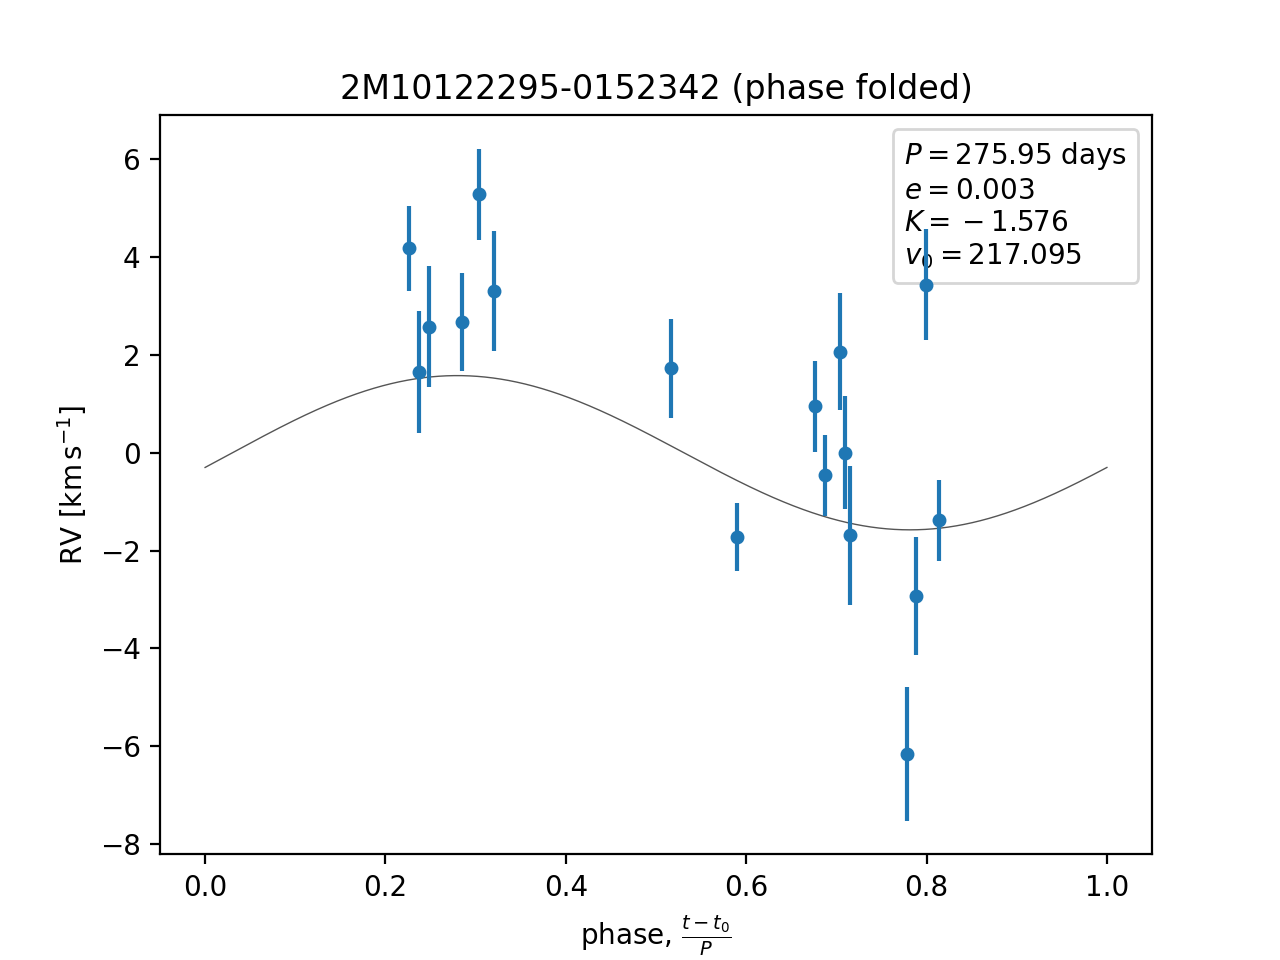 2M10122295-0152342 (phase folded)
P = 275.95 days
e = 0.003
K = −1.576
v₀ = 217.095
6
4
2
0
−2
−4
−6
−8
RV [km s⁻¹]
0.0 0.2 0.4 0.6 0.8 1.0
phase, (t − t₀)/P